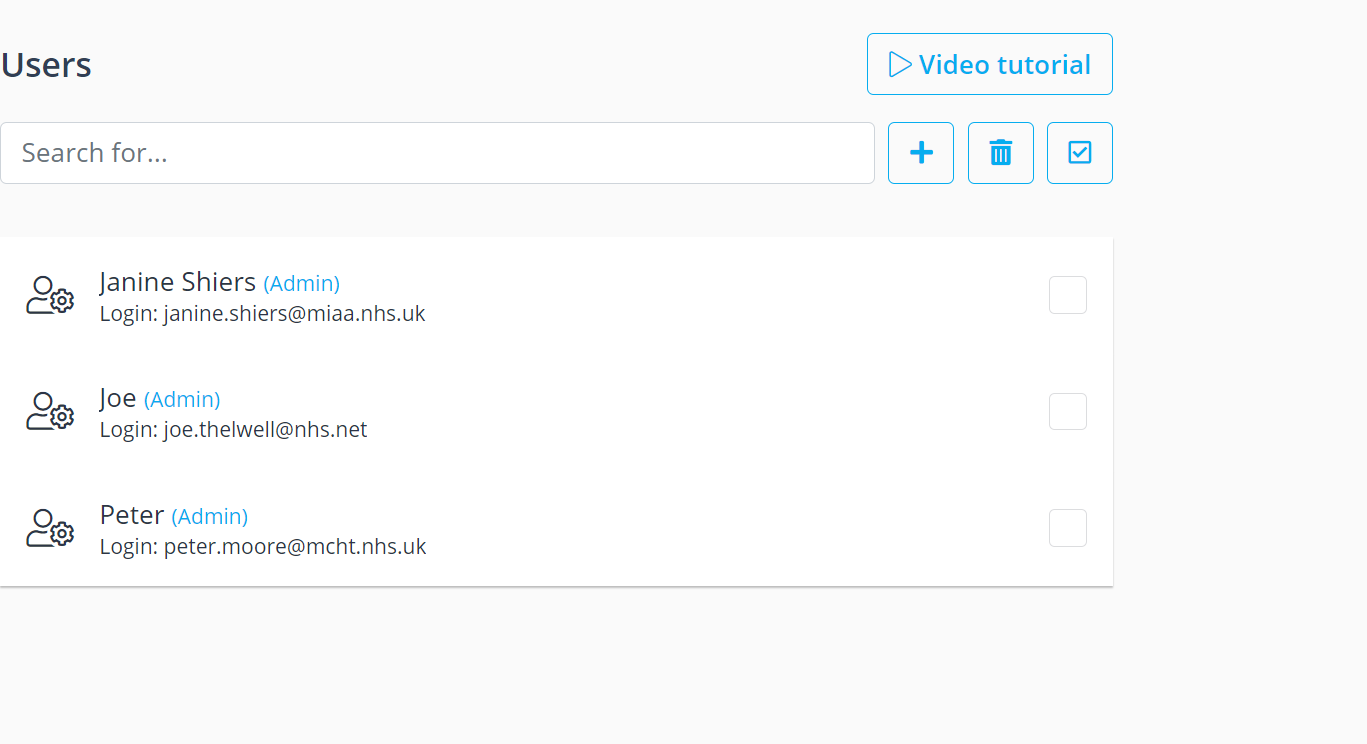 Users
Video tutorial
Search for...
Janine Shiers (Admin)
Login: janine.shiers@miaa.nhs.uk
Joe (Admin)
Login: joe.thelwell@nhs.net
Peter (Admin)
Login: peter.moore@mcht.nhs.uk